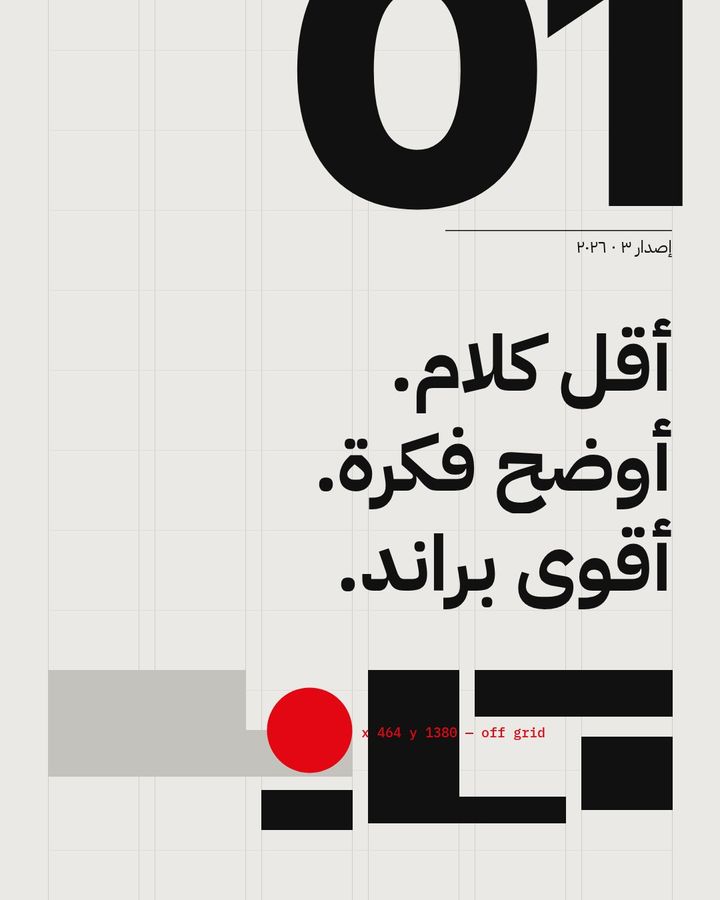 01
إصدار ٣ · ٢٠٢٦
أقل كلام.
أوضح فكرة.
أقوى براند.
x 464 y 1380 — off grid